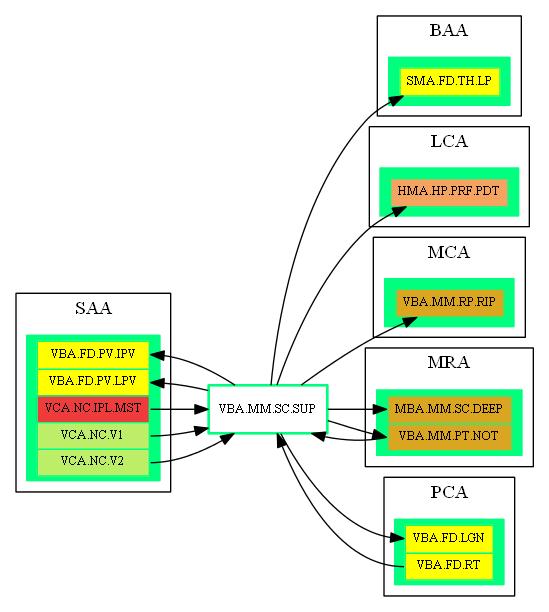 BAA
SMA.FD.TH.LP
LCA
HMA.HP.PRF.PDT
MCA
VBA.MM.RP.RIP
SAA
VBA.FD.PV.IPV
VBA.FD.PV.LPV
VCA.NC.IPL.MST
VCA.NC.V1
VCA.NC.V2
VBA.MM.SC.SUP
MRA
MBA.MM.SC.DEEP
VBA.MM.PT.NOT
PCA
VBA.FD.LGN
VBA.FD.RT